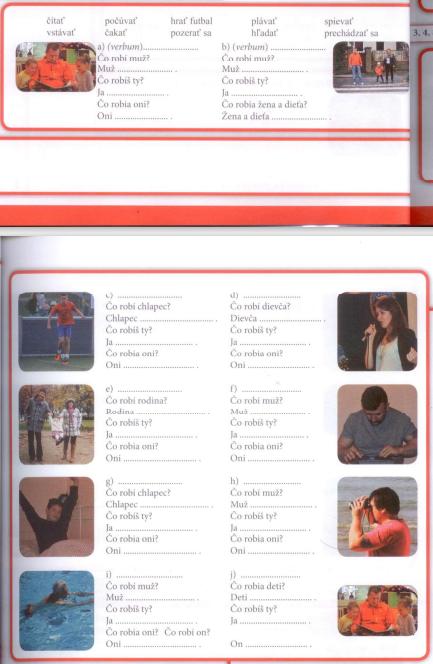 čítať počúvať hrať futbal plávať spievať
vstávať čakať pozerať sa hľadať prechádzať sa
3. 4.
a) (verbum)....................
Čo robí muž?
Muž .................... .
Čo robíš ty?
Ja .................... .
Čo robia oni?
Oni .................... .
b) (verbum) ....................
Čo robí muž?
Muž .................... .
Čo robíš ty?
Ja .................... .
Čo robia žena a dieťa?
Žena a dieťa .................... .
c) ....................
Čo robí chlapec?
Chlapec .................... .
Čo robíš ty?
Ja .................... .
Čo robia oni?
Oni .................... .
d) ....................
Čo robí dievča?
Dievča .................... .
Čo robíš ty?
Ja .................... .
Čo robia oni?
Oni .................... .
e) ....................
Čo robí rodina?
Rodina .................... .
Čo robíš ty?
Ja .................... .
Čo robia oni?
Oni .................... .
f) ....................
Čo robí muž?
Muž .................... .
Čo robíš ty?
Ja .................... .
Čo robia oni?
Oni .................... .
g) ....................
Čo robí chlapec?
Chlapec .................... .
Čo robíš ty?
Ja .................... .
Čo robia oni?
Oni .................... .
h) ....................
Čo robí muž?
Muž .................... .
Čo robíš ty?
Ja .................... .
Čo robia oni?
Oni .................... .
i) ....................
Čo robí muž?
Muž .................... .
Čo robíš ty?
Ja .................... .
Čo robia oni? Čo robí on?
Oni .................... .
j) ....................
Čo robia deti?
Deti .................... .
Čo robíš ty?
Ja .................... .
On .................... .